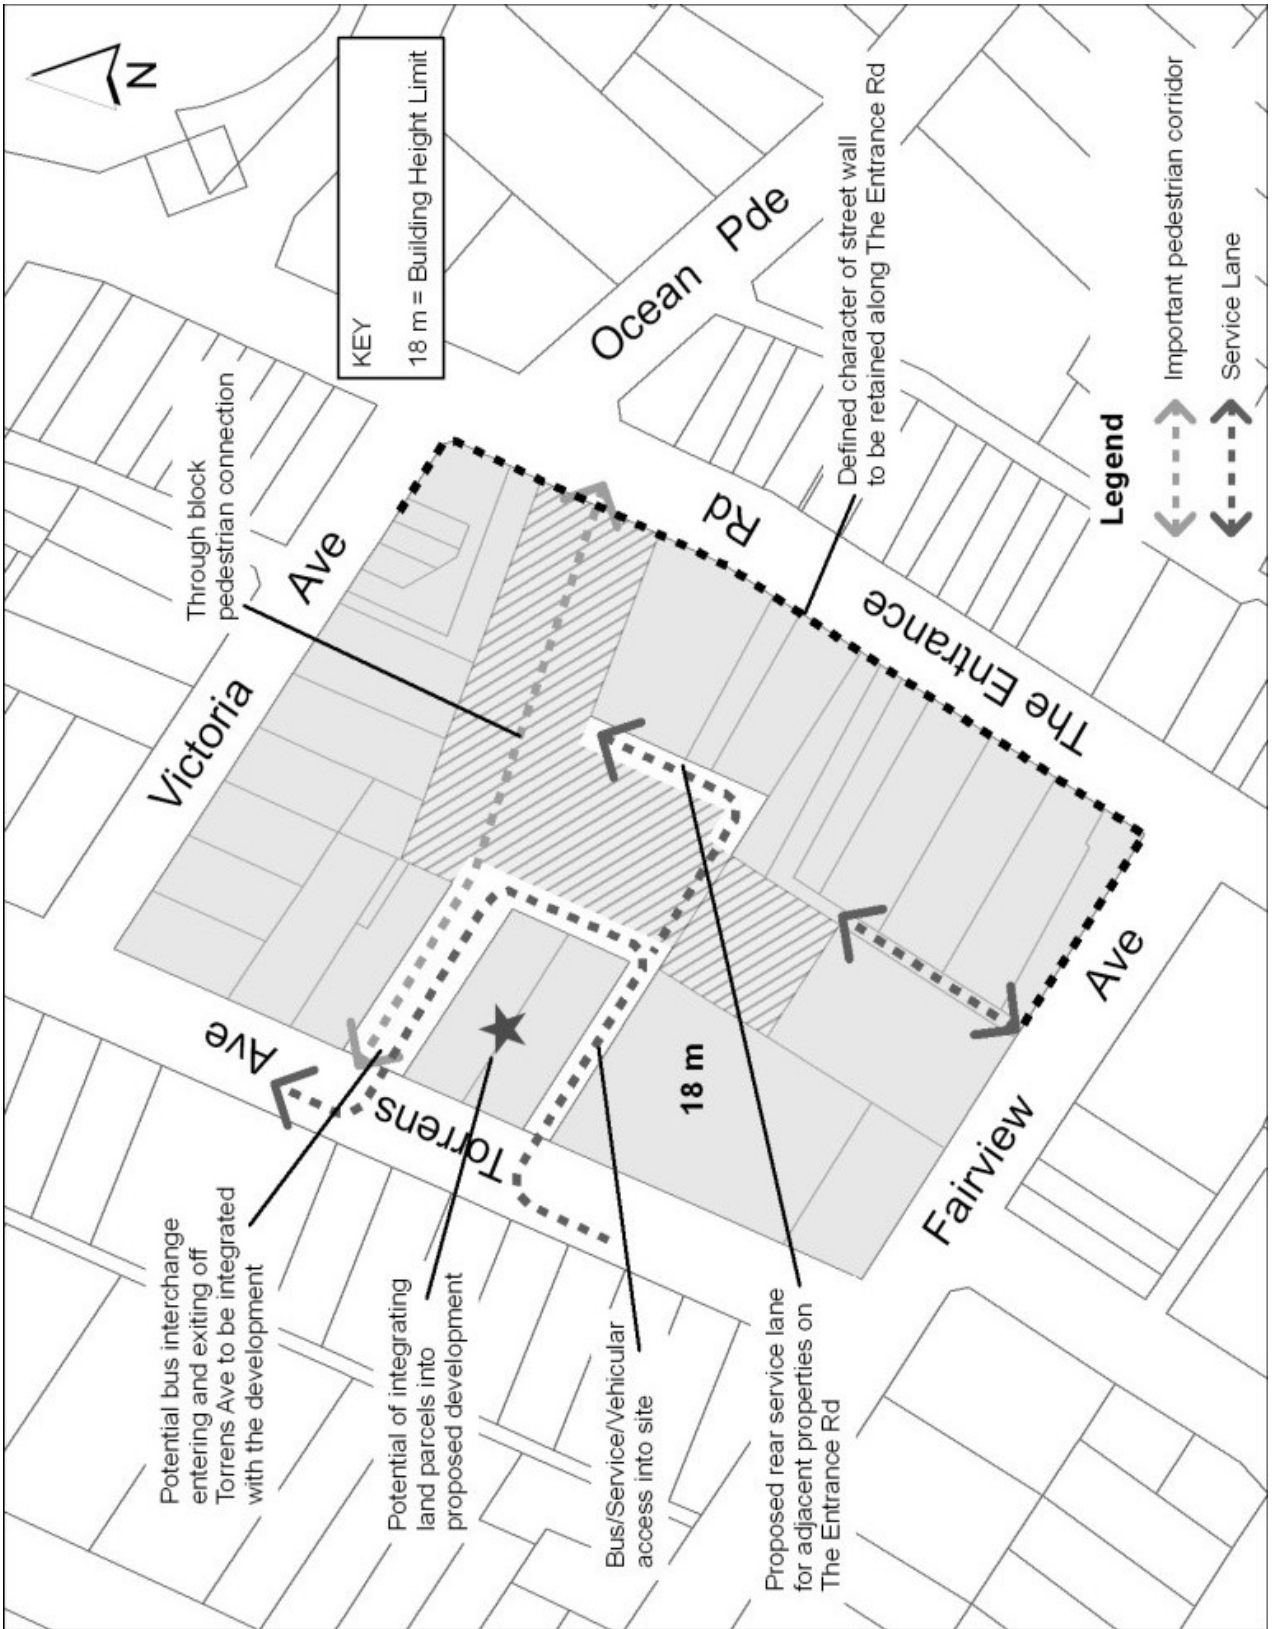 N
KEY
18 m = Building Height Limit
Through block
pedestrian connection
Victoria Ave
Ocean Pde
Torrens Ave
The Entrance Rd
Fairview Ave
18 m
Potential bus interchange
entering and exiting off
Torrens Ave to be integrated
with the development
Potential of integrating
land parcels into
proposed development
Bus/Service/Vehicular
access into site
Proposed rear service lane
for adjacent properties on
The Entrance Rd
Defined character of street wall
to be retained along The Entrance Rd
Legend
Important pedestrian corridor
Service Lane